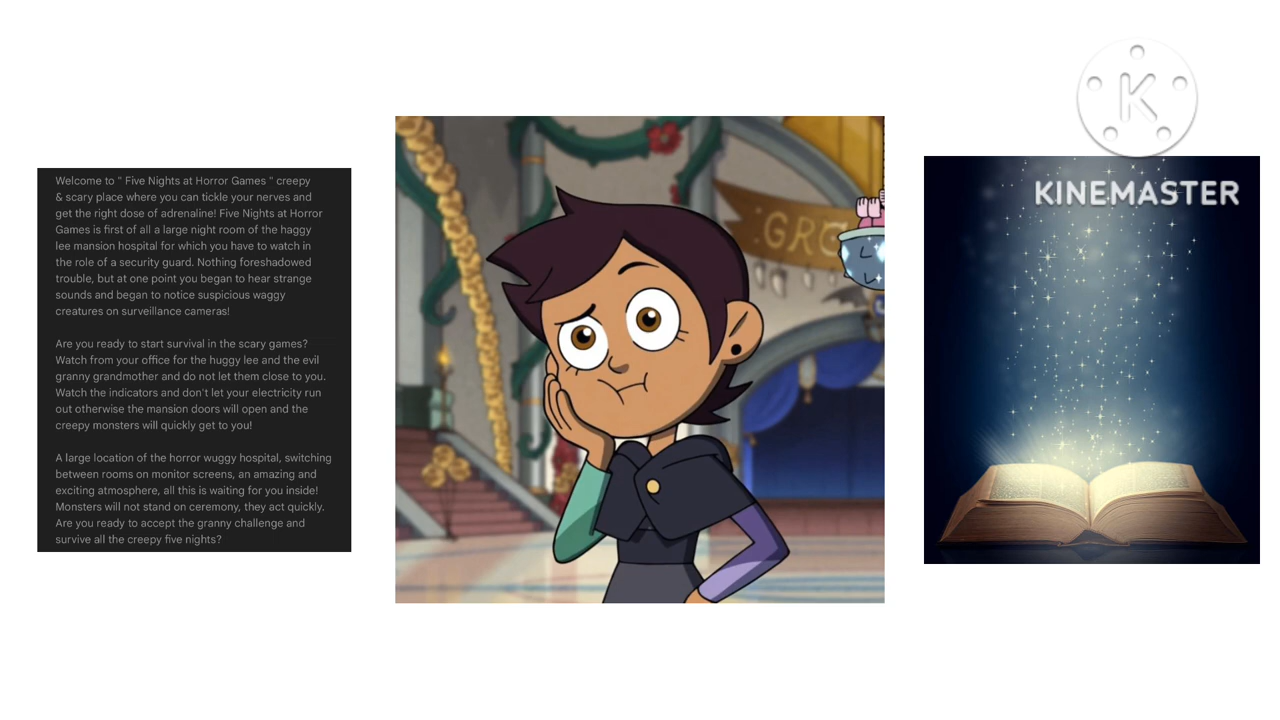 Welcome to " Five Nights at Horror Games " creepy
& scary place where you can tickle your nerves and
get the right dose of adrenaline! Five Nights at Horror
Games is first of all a large night room of the haggy
lee mansion hospital for which you have to watch in
the role of a security guard. Nothing foreshadowed
trouble, but at one point you began to hear strange
sounds and began to notice suspicious waggy
creatures on surveillance cameras!
Are you ready to start survival in the scary games?
Watch from your office for the huggy lee and the evil
granny grandmother and do not let them close to you.
Watch the indicators and don't let your electricity run
out otherwise the mansion doors will open and the
creepy monsters will quickly get to you!
A large location of the horror wuggy hospital, switching
between rooms on monitor screens, an amazing and
exciting atmosphere, all this is waiting for you inside!
Monsters will not stand on ceremony, they act quickly.
Are you ready to accept the granny challenge and
survive all the creepy five nights?
GRO
K
KINEMASTER